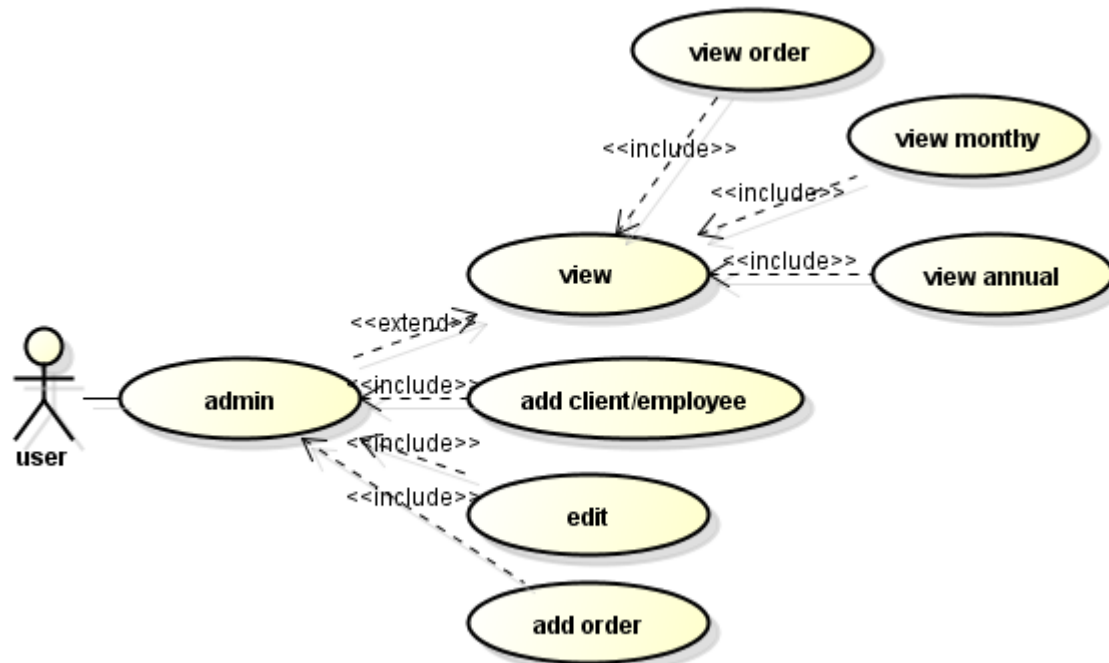 view order
<<include>>
view monthy
<<include>>
<<include>>
view
view annual
<<extend>>
<<include>>
admin
add client/employee
<<include>>
user
<<include>>
edit
add order